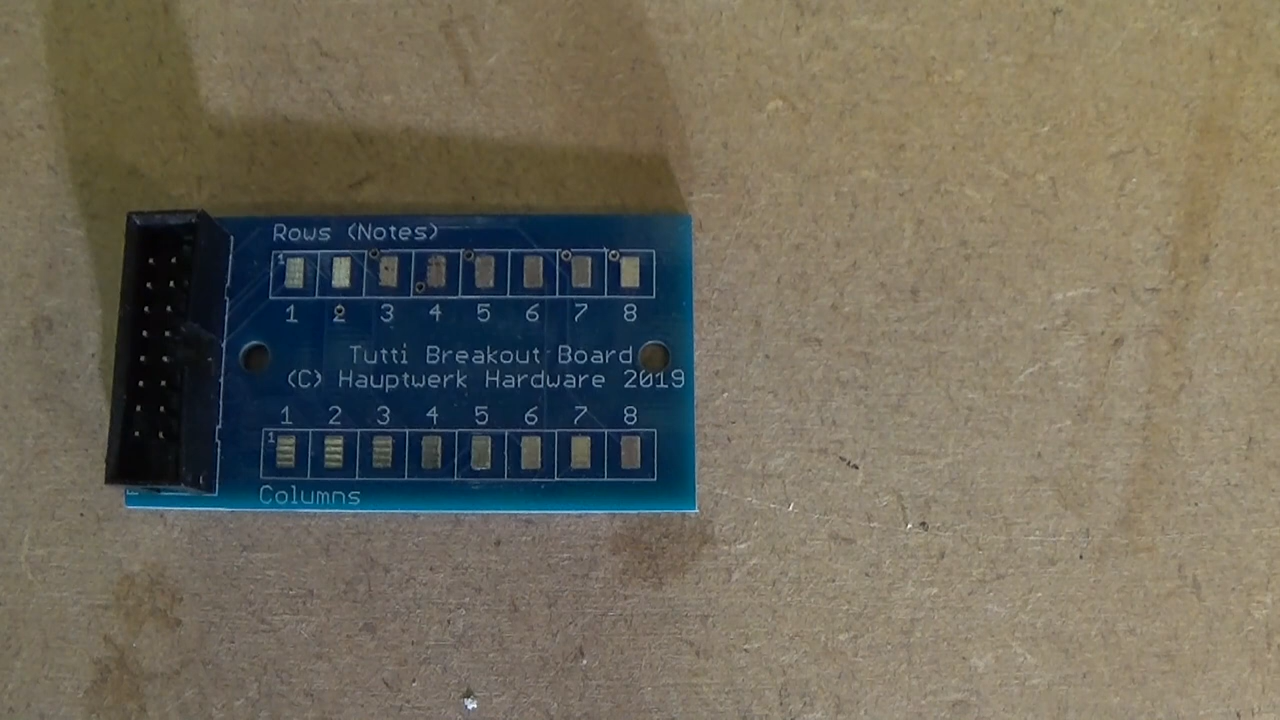 Rows (Notes)
1
1 2 3 4 5 6 7 8
Tutti Breakout Board
(C) Hauptwerk Hardware 2019
1 2 3 4 5 6 7 8
1
Columns